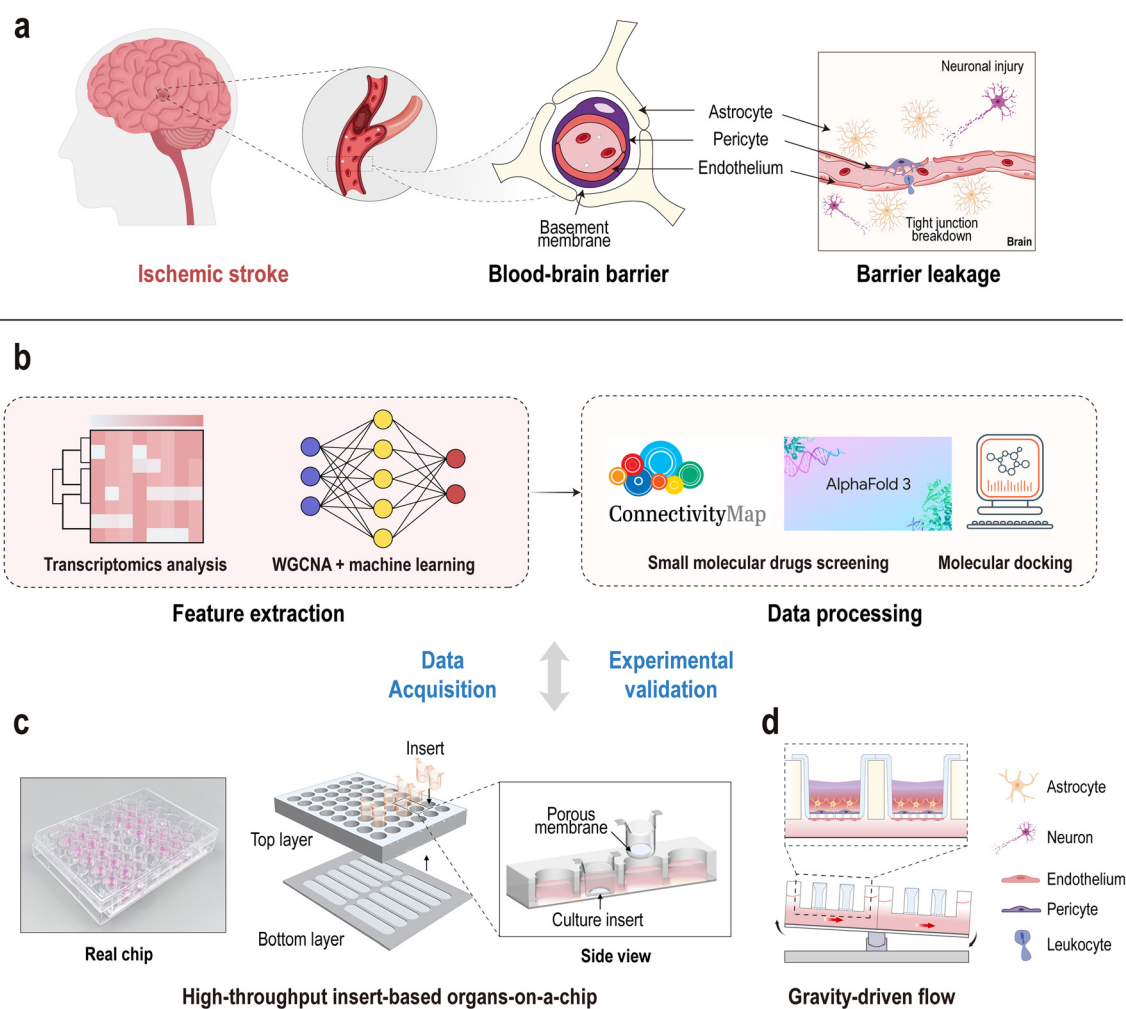 a
Astrocyte
Pericyte
Endothelium
Basement
membrane
Neuronal injury
Tight junction
breakdown
Brain
Ischemic stroke
Blood-brain barrier
Barrier leakage
b
Transcriptomics analysis
WGCNA + machine learning
ConnectivityMap
AlphaFold 3
Small molecular drugs screening
Molecular docking
Feature extraction
Data processing
Data
Acquisition
Experimental
validation
c
Real chip
Insert
Top layer
Bottom layer
Porous
membrane
Culture insert
Side view
High-throughput insert-based organs-on-a-chip
d
Astrocyte
Neuron
Endothelium
Pericyte
Leukocyte
Gravity-driven flow